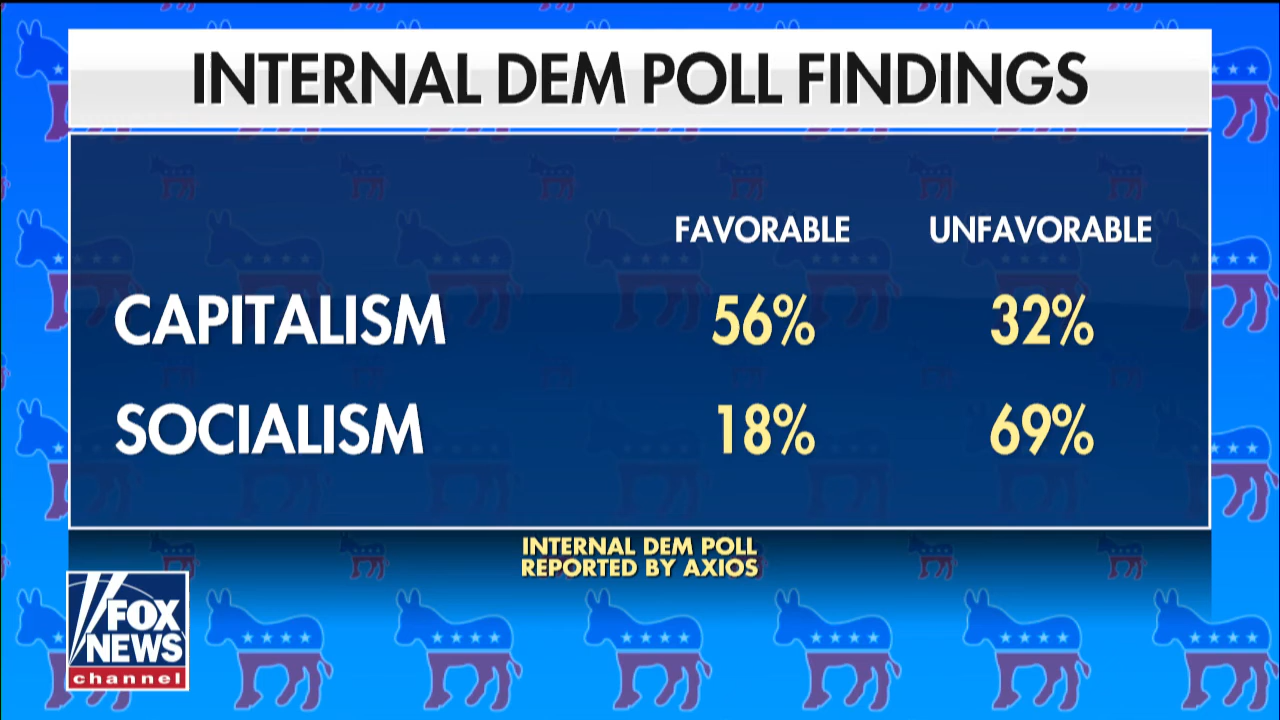 INTERNAL DEM POLL FINDINGS
FAVORABLE UNFAVORABLE
CAPITALISM 56% 32%
SOCIALISM 18% 69%
INTERNAL DEM POLL
REPORTED BY AXIOS
FOX
NEWS
channel